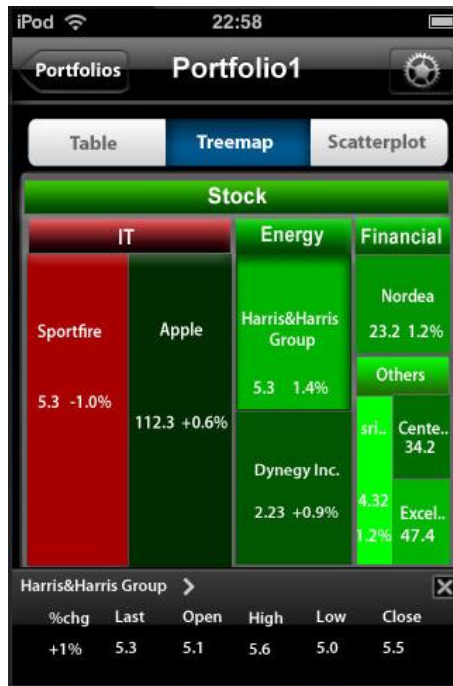 iPod 22:58
Portfolios Portfolio1
Table Treemap Scatterplot
Stock
IT Energy Financial
Sportfire
5.3 -1.0%
Apple
112.3 +0.6%
Harris&Harris
Group
5.3 1.4%
Dynegy Inc.
2.23 +0.9%
Nordea
23.2 1.2%
Others
sri..
4.32
1.2%
Cente..
34.2
Excel..
47.4
Harris&Harris Group
%chg Last Open High Low Close
+1% 5.3 5.1 5.6 5.0 5.5